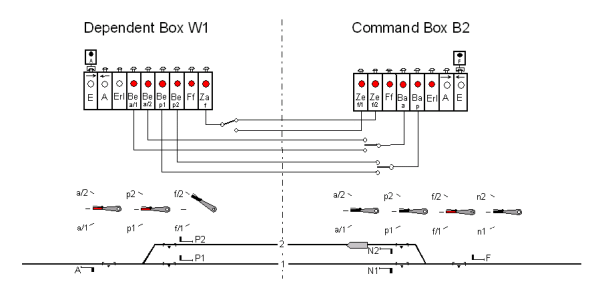 Dependent Box W1
Command Box B2
A
F
E A Erl Be Be Be Be Ff Za
a/1 a/2 p1 p2 f
Ze Ze Ff Ba Ba Erl A E
f/1 f/2 a p
a/2 p2 f/2
a/1 p1 f/1
a/2 p2 f/2 n2
a/1 p1 f/1 n1
P2
2
N2
P1
1
F
A
N1